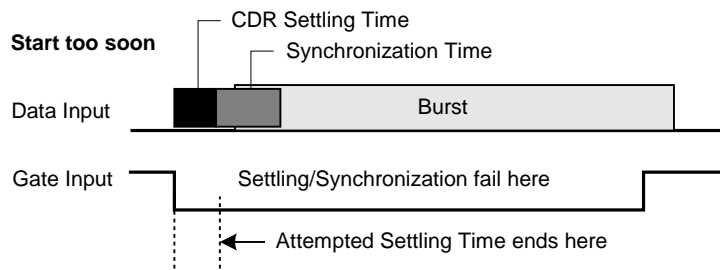 CDR Settling Time
Start too soon
Synchronization Time
Data Input
Burst
Gate Input
Settling/Synchronization fail here
Attempted Settling Time ends here